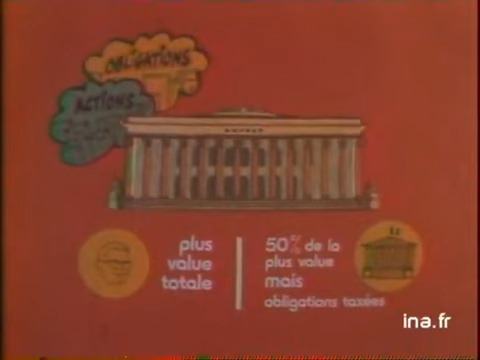 OBLIGATIONS
ACTIONS
plus
value
totale
50% de la
plus value
mais
obligations taxées
ina.fr